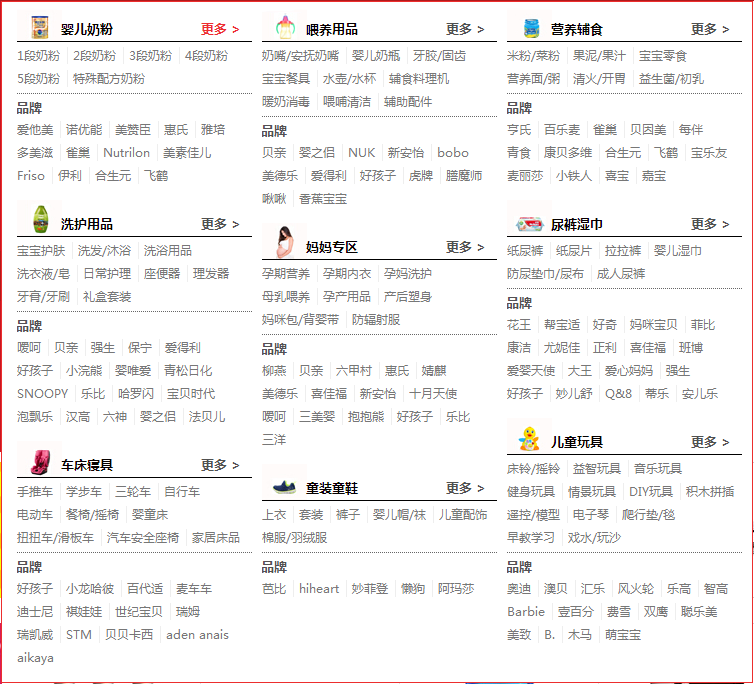 婴儿奶粉 更多 >
1段奶粉 2段奶粉 3段奶粉 4段奶粉
5段奶粉 特殊配方奶粉
品牌
爱他美 诺优能 美赞臣 惠氏 雅培
多美滋 雀巢 Nutrilon 美素佳儿
Friso 伊利 合生元 飞鹤
洗护用品 更多 >
宝宝护肤 洗发/沐浴 洗浴用品
洗衣液/皂 日常护理 座便器 理发器
牙膏/牙刷 礼盒套装
品牌
嗳呵 贝亲 强生 保宁 爱得利
好孩子 小浣熊 婴唯爱 青松日化
SNOOPY 乐比 哈罗闪 宝贝时代
泡飘乐 汉高 六神 婴之侣 法贝儿
车床寝具 更多 >
手推车 学步车 三轮车 自行车
电动车 餐椅/摇椅 婴童床
扭扭车/滑板车 汽车安全座椅 家居床品
品牌
好孩子 小龙哈彼 百代适 麦车车
迪士尼 祺娃娃 世纪宝贝 瑞姆
瑞凯威 STM 贝贝卡西 aden anais
aikaya
喂养用品 更多 >
奶嘴/安抚奶嘴 婴儿奶瓶 牙胶/固齿
宝宝餐具 水壶/水杯 辅食料理机
暖奶消毒 喂哺清洁 辅助配件
品牌
贝亲 婴之侣 NUK 新安怡 bobo
美德乐 爱得利 好孩子 虎牌 膳魔师
啾啾 香蕉宝宝
妈妈专区 更多 >
孕期营养 孕期内衣 孕妈洗护
母乳喂养 孕产用品 产后塑身
妈咪包/背婴带 防辐射服
品牌
柳燕 贝亲 六甲村 惠氏 婧麒
美德乐 喜佳福 新安怡 十月天使
嗳呵 三美婴 抱抱熊 好孩子 乐比
三洋
童装童鞋 更多 >
上衣 套装 裤子 婴儿帽/袜 儿童配饰
棉服/羽绒服
品牌
芭比 hiheart 妙菲登 懒狗 阿玛莎
营养辅食 更多 >
米粉/菜粉 果泥/果汁 宝宝零食
营养面/粥 清火/开胃 益生菌/初乳
品牌
亨氏 百乐麦 雀巢 贝因美 每伴
青食 康贝多维 合生元 飞鹤 宝乐友
麦丽莎 小铁人 喜宝 嘉宝
尿裤湿巾 更多 >
纸尿裤 纸尿片 拉拉裤 婴儿湿巾
防尿垫巾/尿布 成人尿裤
品牌
花王 帮宝适 好奇 妈咪宝贝 菲比
康洁 尤妮佳 正利 喜佳福 班博
爱婴天使 大王 爱心妈妈 强生
好孩子 妙儿舒 Q&8 蒂乐 安儿乐
儿童玩具 更多 >
床铃/摇铃 益智玩具 音乐玩具
健身玩具 情景玩具 DIY玩具 积木拼插
遥控/模型 电子琴 爬行垫/毯
早教学习 戏水/玩沙
品牌
奥迪 澳贝 汇乐 风火轮 乐高 智高
Barbie 壹百分 费雪 双鹰 聪乐美
美致 B. 木马 萌宝宝